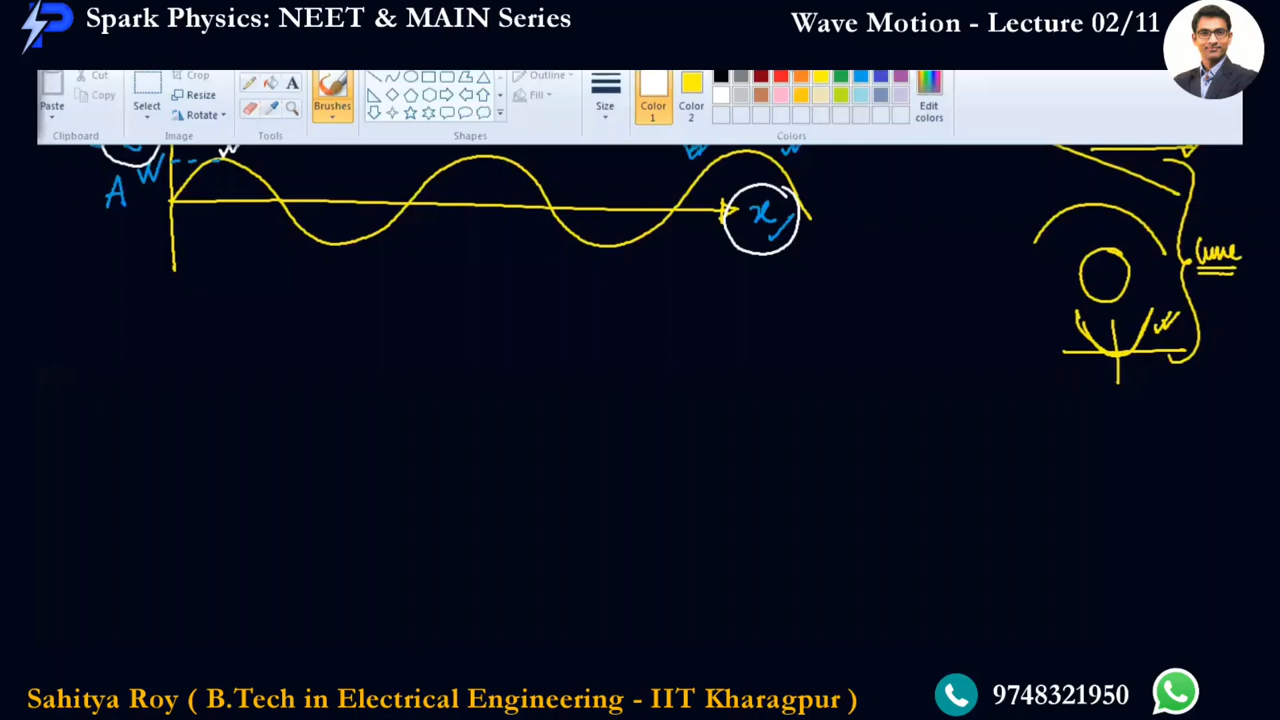 Spark Physics: NEET & MAIN Series
Wave Motion - Lecture 02/11
Cut
Crop
Outline
Copy
Resize
Fill
Paste
Select
Rotate
Brushes
Size
Color 1
Color 2
Edit colors
Clipboard
Image
Tools
Shapes
Colors
A
x
Sahitya Roy ( B.Tech in Electrical Engineering - IIT Kharagpur )
9748321950